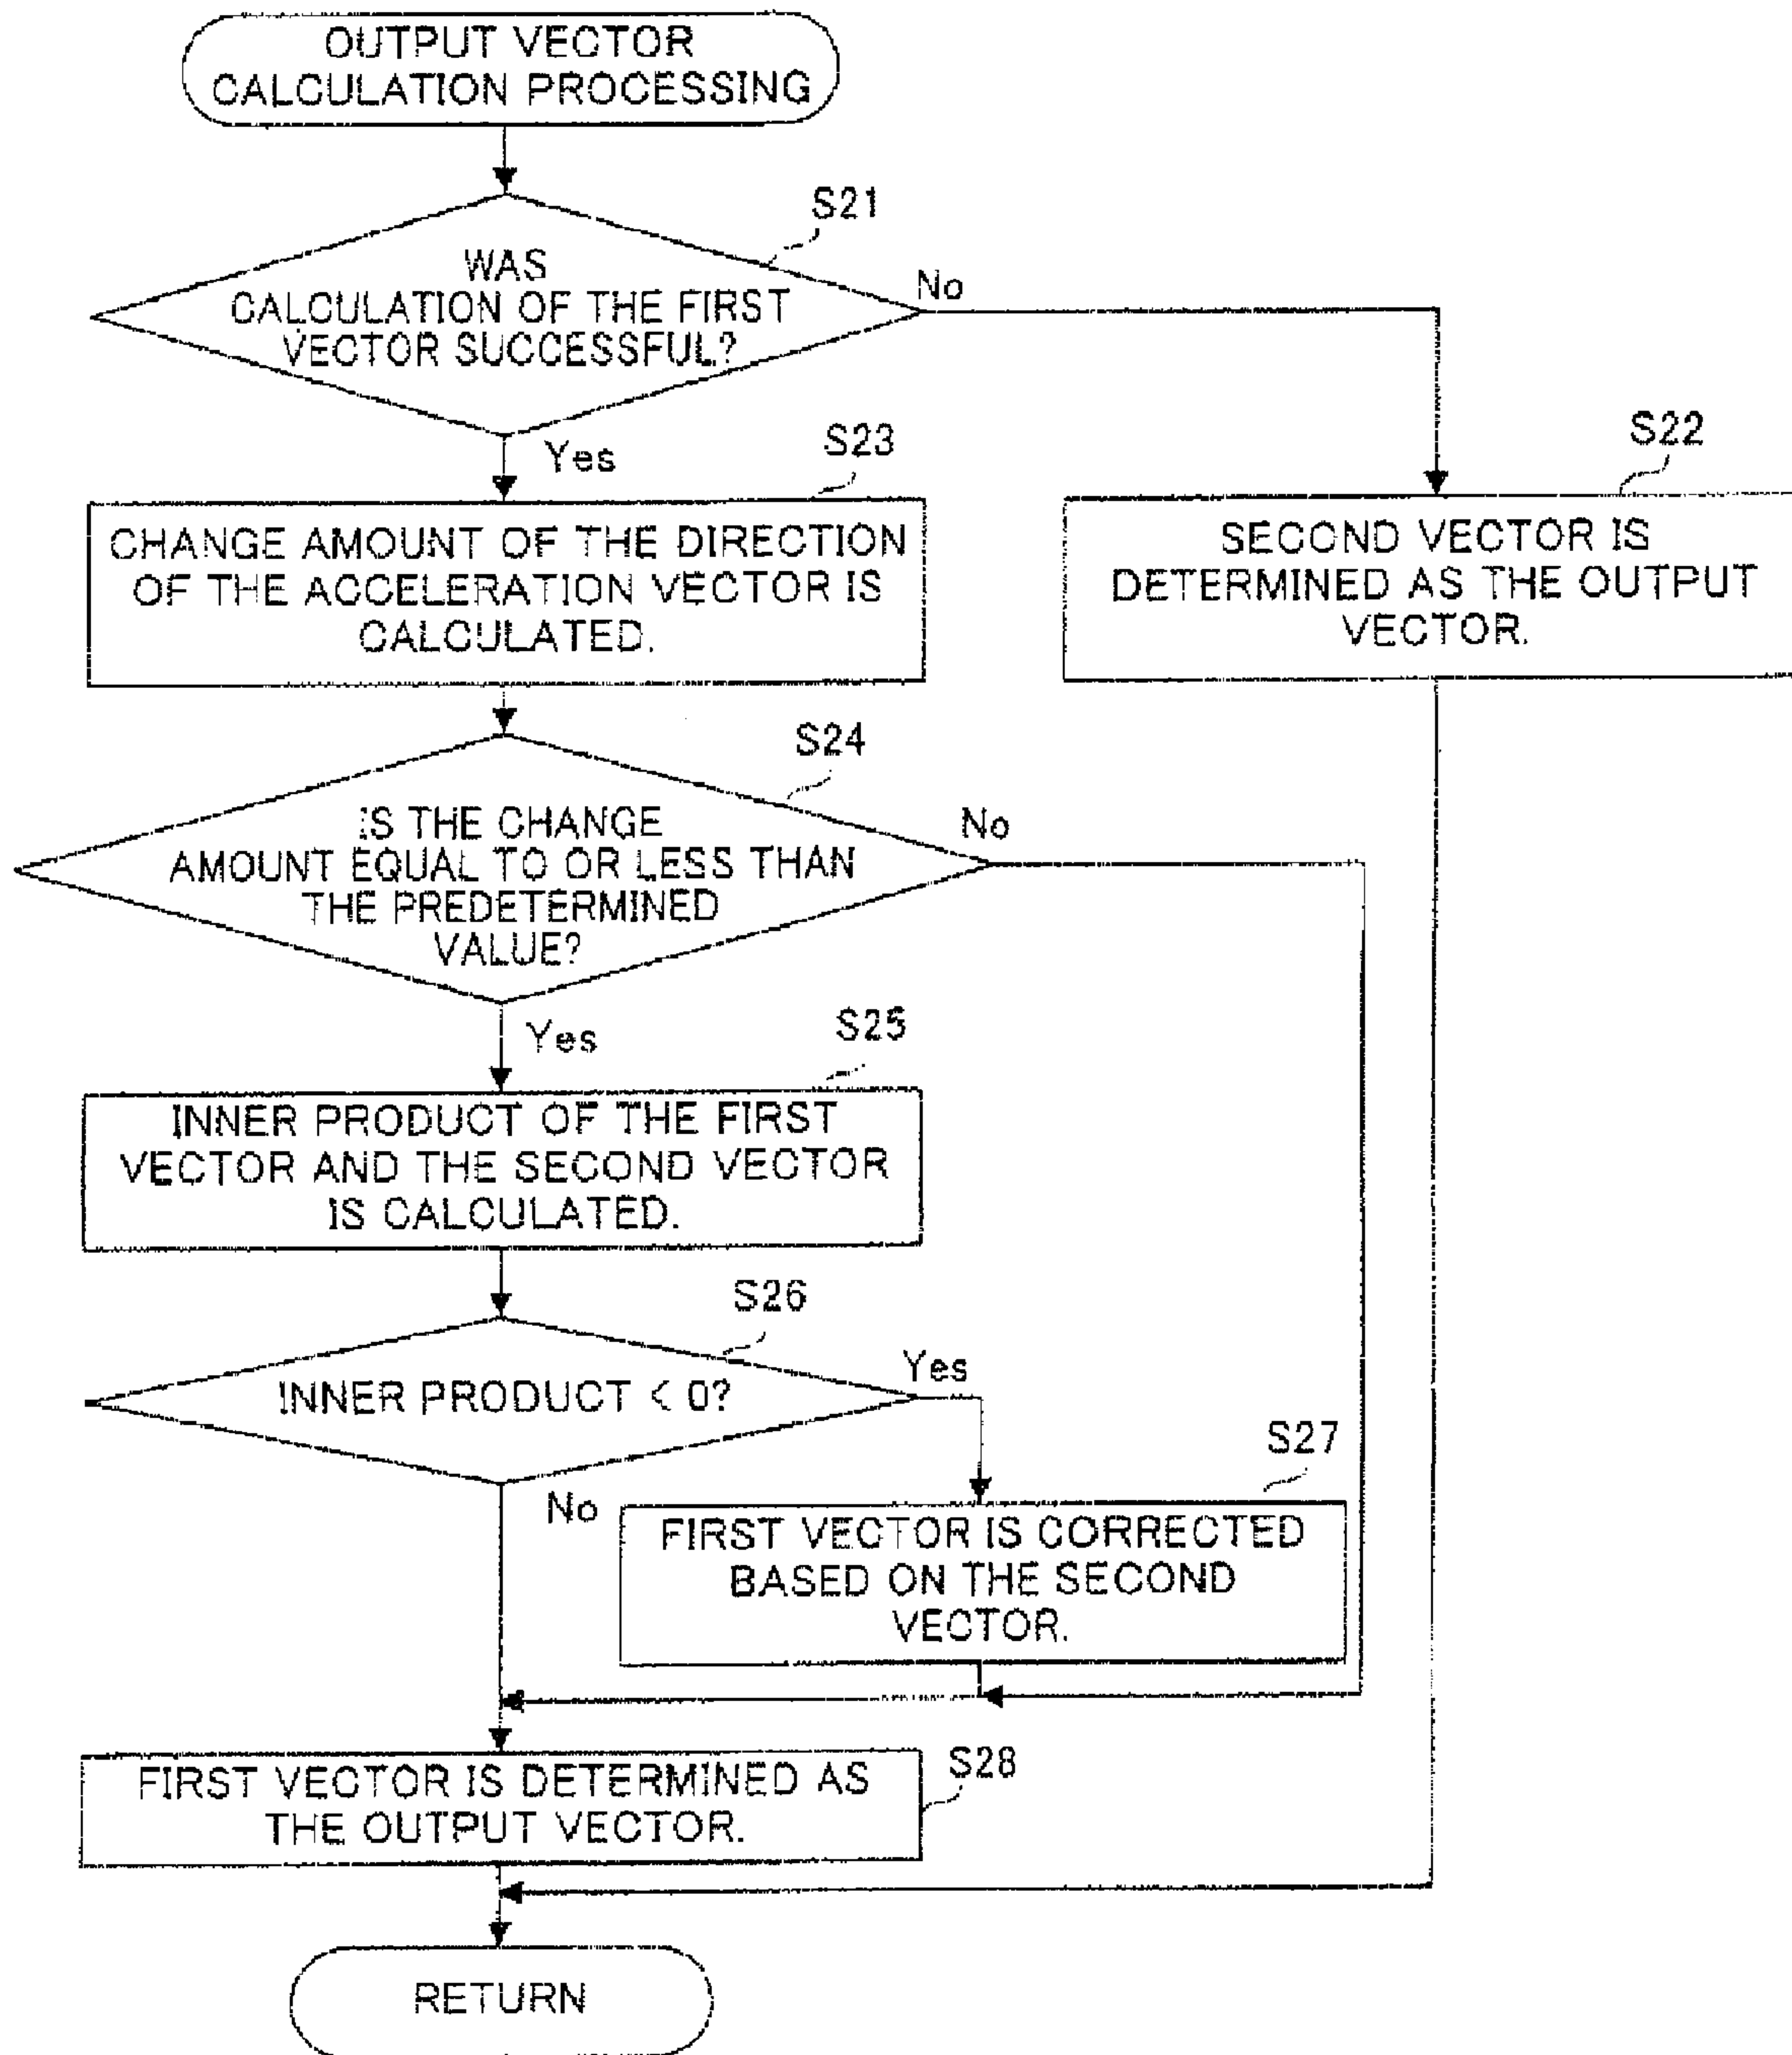 OUTPUT VECTOR
CALCULATION PROCESSING
S21
WAS
CALCULATION OF THE FIRST
VECTOR SUCCESSFUL?
No
Yes
S23
S22
CHANGE AMOUNT OF THE DIRECTION
OF THE ACCELERATION VECTOR IS
CALCULATED.
SECOND VECTOR IS
DETERMINED AS THE OUTPUT
VECTOR.
S24
IS THE CHANGE
AMOUNT EQUAL TO OR LESS THAN
THE PREDETERMINED
VALUE?
No
Yes
S25
INNER PRODUCT OF THE FIRST
VECTOR AND THE SECOND VECTOR
IS CALCULATED.
S26
INNER PRODUCT < 0?
Yes
No
S27
FIRST VECTOR IS CORRECTED
BASED ON THE SECOND
VECTOR.
FIRST VECTOR IS DETERMINED AS
THE OUTPUT VECTOR.
S28
RETURN